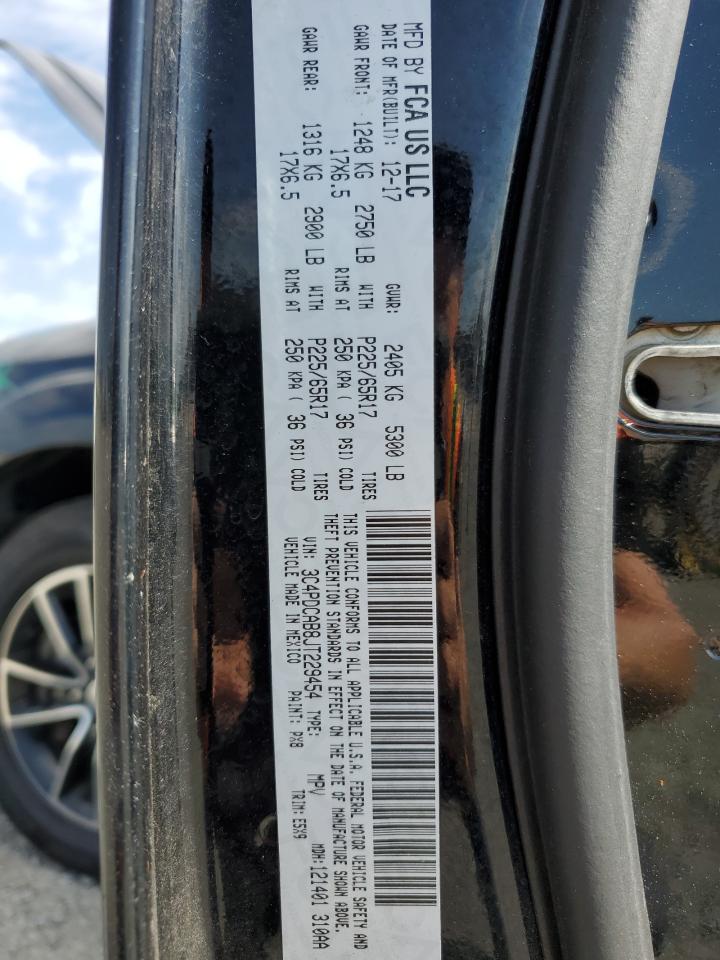 MFD BY FCA US LLC
DATE OF MFR(BUILT): 12-17 GVWR: 2405 KG 5300 LB
GAWR FRONT: 1248 KG 2750 LB WITH P225/65R17 TIRES
17X6.5 RIMS AT 250 KPA ( 36 PSI) COLD
GAWR REAR: 1316 KG 2900 LB WITH P225/65R17 TIRES
17X6.5 RIMS AT 250 KPA ( 36 PSI) COLD
THIS VEHICLE CONFORMS TO ALL APPLICABLE U.S.A. FEDERAL MOTOR VEHICLE SAFETY AND
THEFT PREVENTION STANDARDS IN EFFECT ON THE DATE OF MANUFACTURE SHOWN ABOVE.
VIN: 3C4PDCAB8JT229454 TYPE: MPV MDH:121401 310AA
VEHICLE MADE IN MEXICO PAINT: PX8 TRIM:E5X9